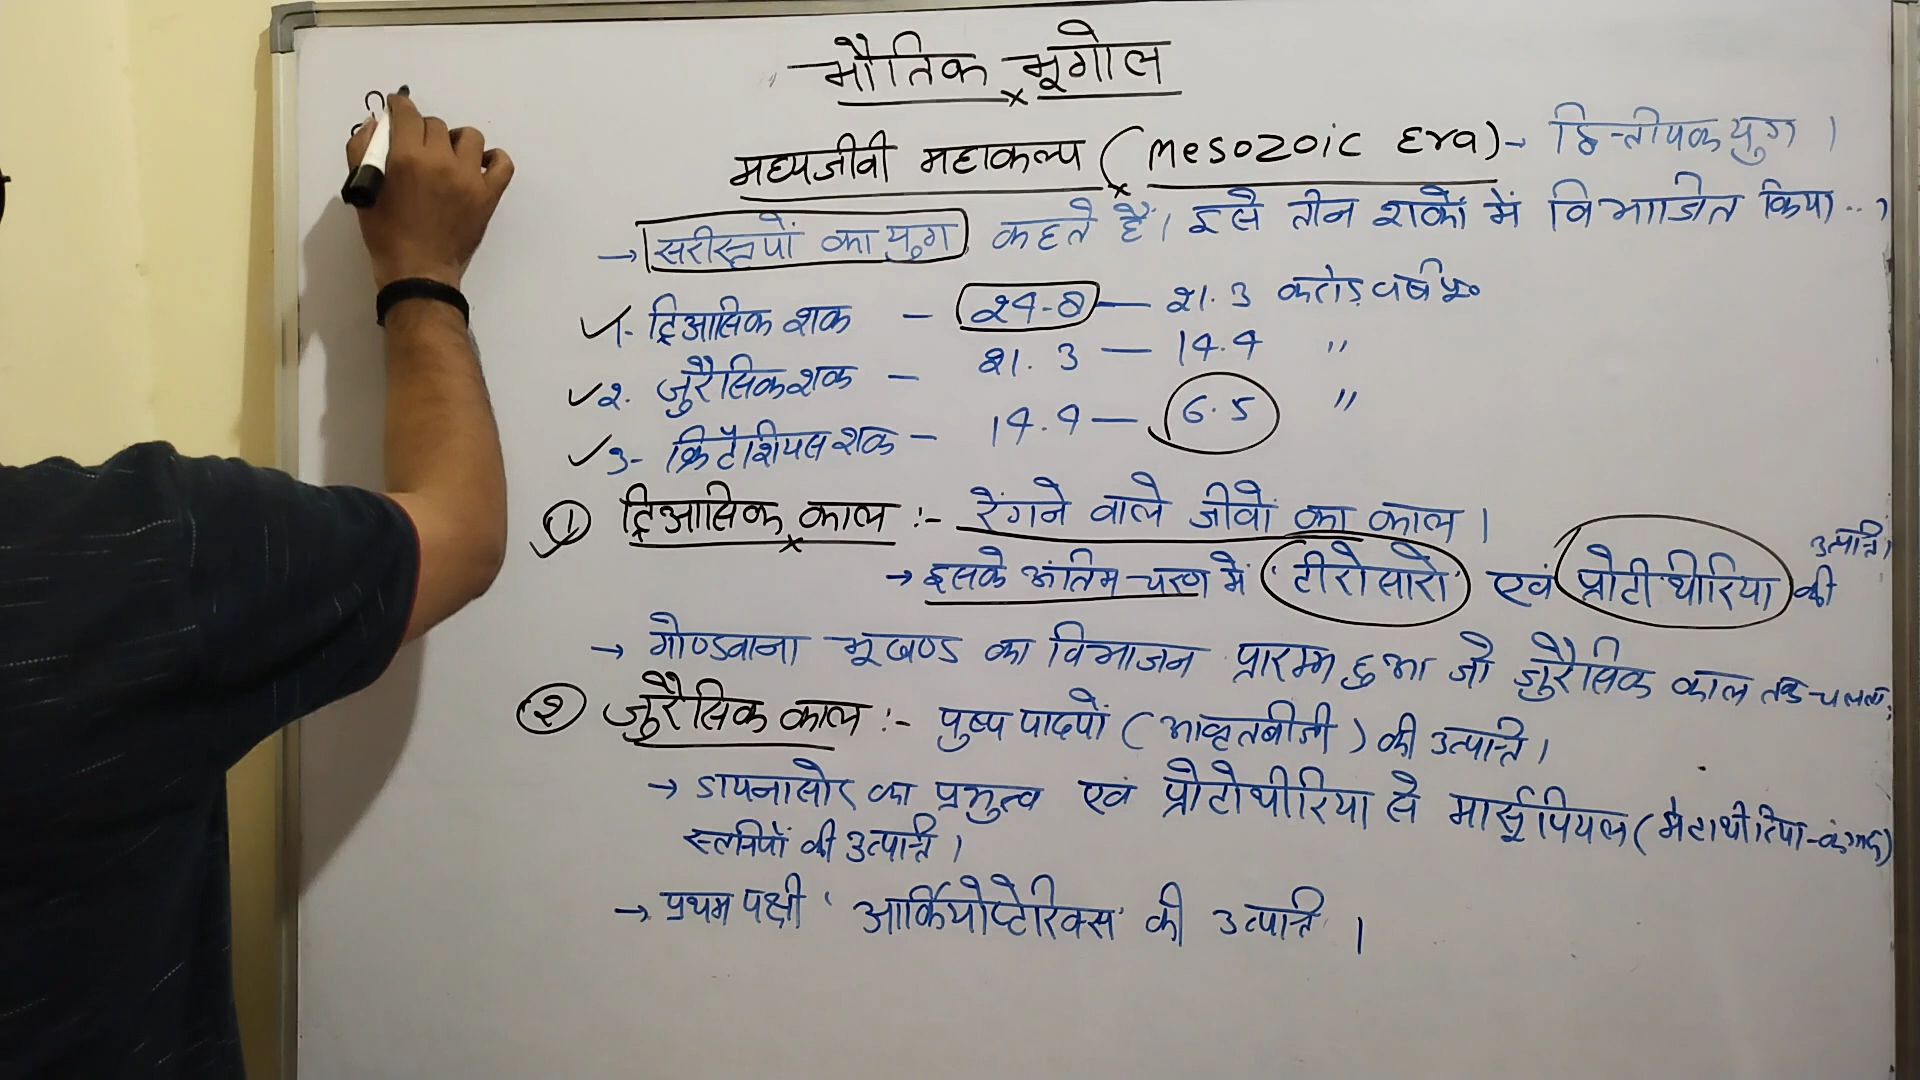 भौतिक भूगोल
मध्यजीवी महाकल्प (Mesozoic Era) → द्वितीयक युग ।
→ सरीसृपों का युग कहते हैं। इसे तीन शकों में विभाजित किया..
1- ट्रिआसिक शक – 24.8 — 21.3 करोड़ वर्ष पू०
2. जुरैसिक शक – 21.3 — 14.4 "
3- क्रिटैशियस शक – 14.4 — 6.5 "
① ट्रिआसिक काल :- रेंगने वाले जीवों का काल ।
→ इसके अंतिम चरण में 'टीरोसारो' एवं प्रोटीथीरिया की उत्पत्ति।
→ गोण्डवाना भूखण्ड का विभाजन प्रारम्भ हुआ जो जुरैसिक काल तक चलता
② जुरैसिक काल :- पुष्प पादपों (आवृतबीजी) की उत्पत्ति ।
→ डायनासोर का प्रभुत्व एवं प्रोटोथीरिया से मार्सूपियल (मेटाथीरिया-कंगारू)
स्तनियों की उत्पत्ति ।
→ प्रथम पक्षी 'आर्कियोप्टेरिक्स' की उत्पत्ति ।